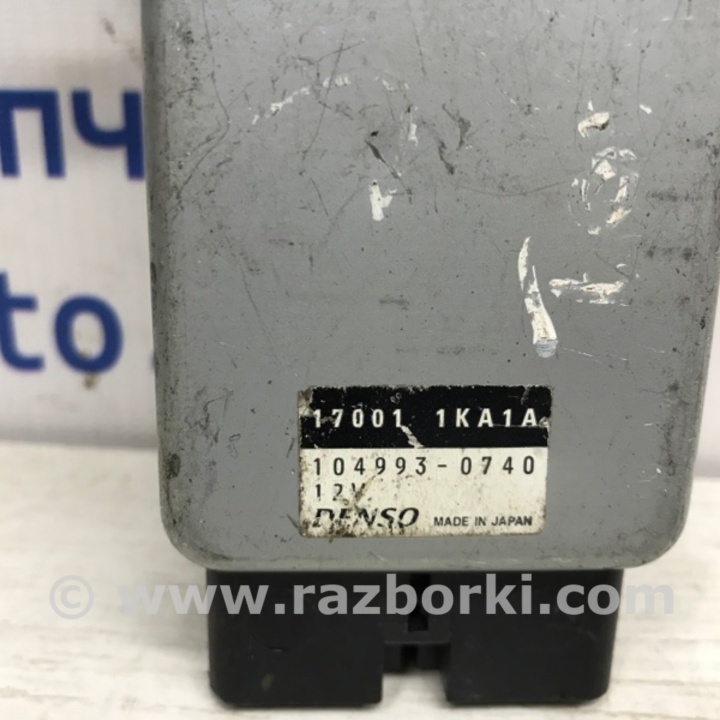 пч
to.
17001 1KA1A
104993-0740
12V
DENSO MADE IN JAPAN
© www.razborki.com